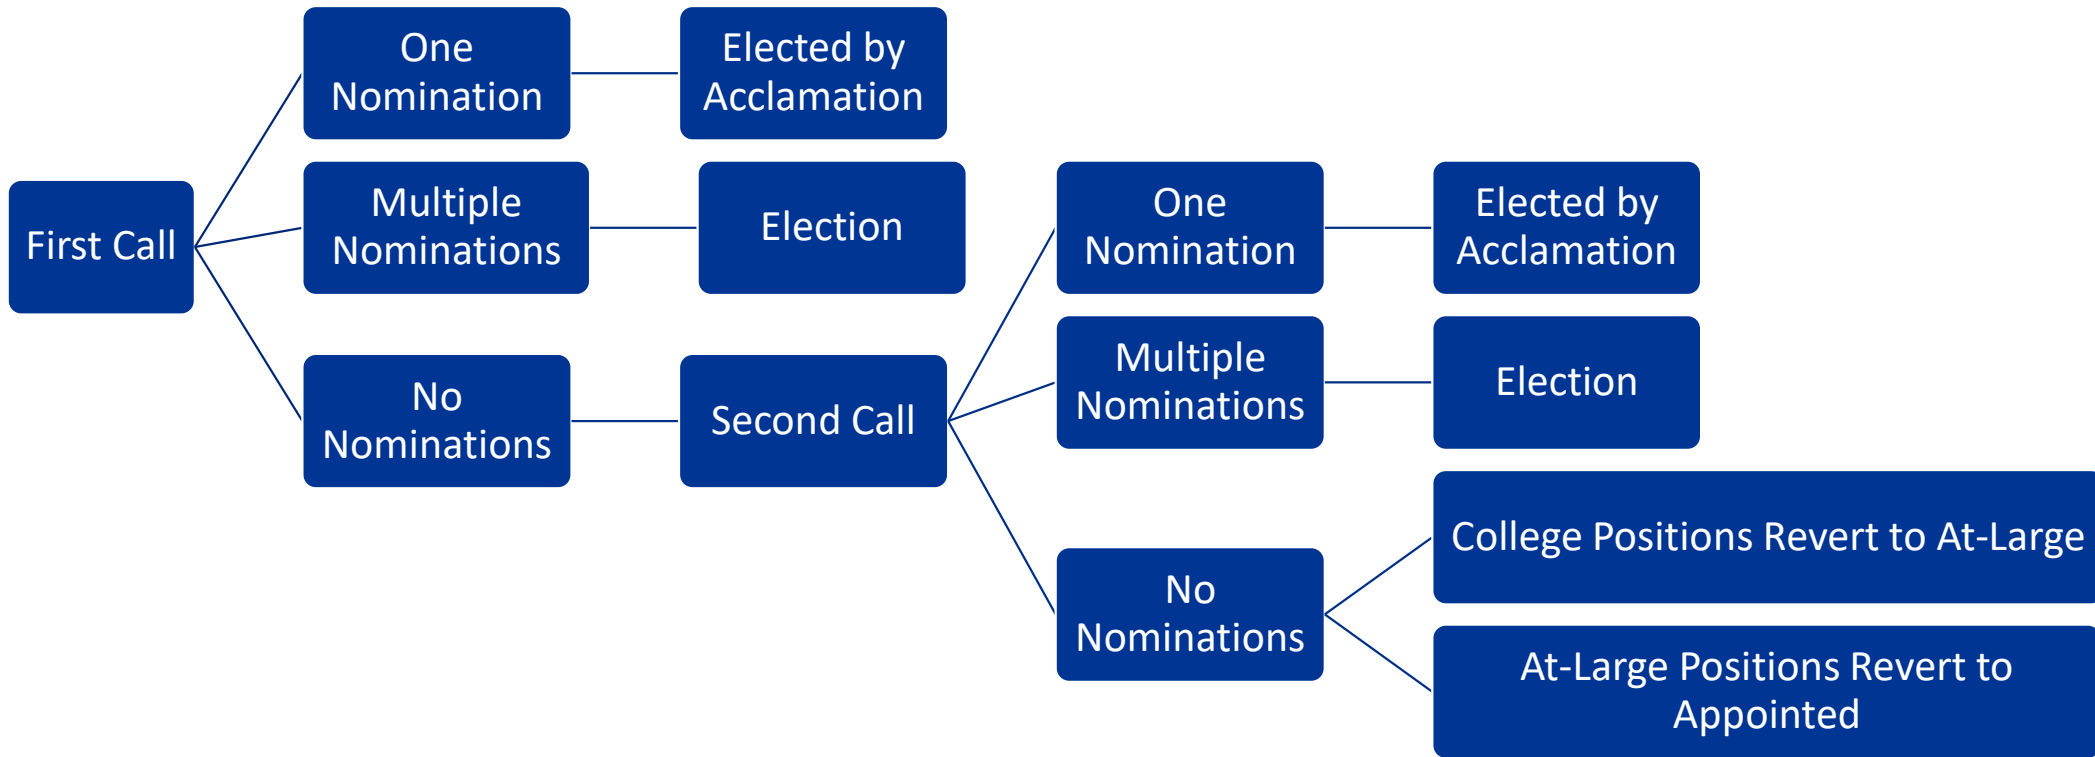 First Call
One
Nomination
Elected by
Acclamation
Multiple
Nominations
Election
No
Nominations
Second Call
One
Nomination
Elected by
Acclamation
Multiple
Nominations
Election
No
Nominations
College Positions Revert to At-Large
At-Large Positions Revert to
Appointed